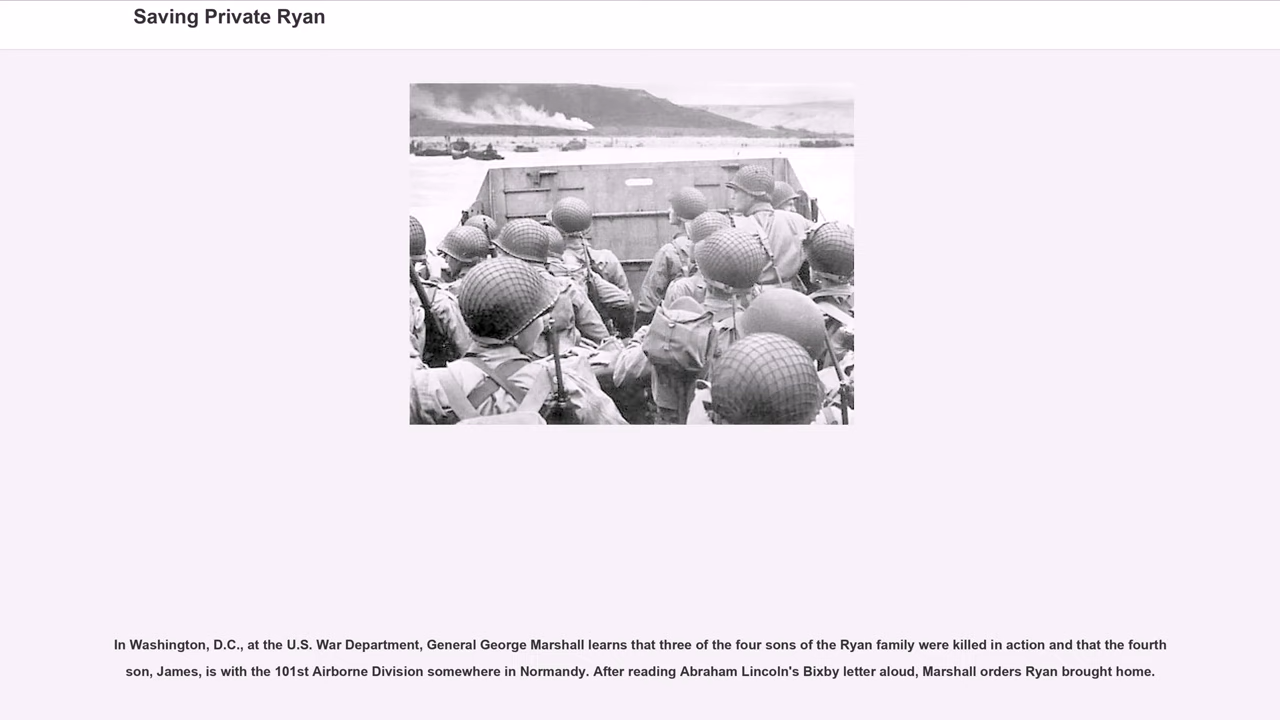 Saving Private Ryan
In Washington, D.C., at the U.S. War Department, General George Marshall learns that three of the four sons of the Ryan family were killed in action and that the fourth
son, James, is with the 101st Airborne Division somewhere in Normandy. After reading Abraham Lincoln's Bixby letter aloud, Marshall orders Ryan brought home.